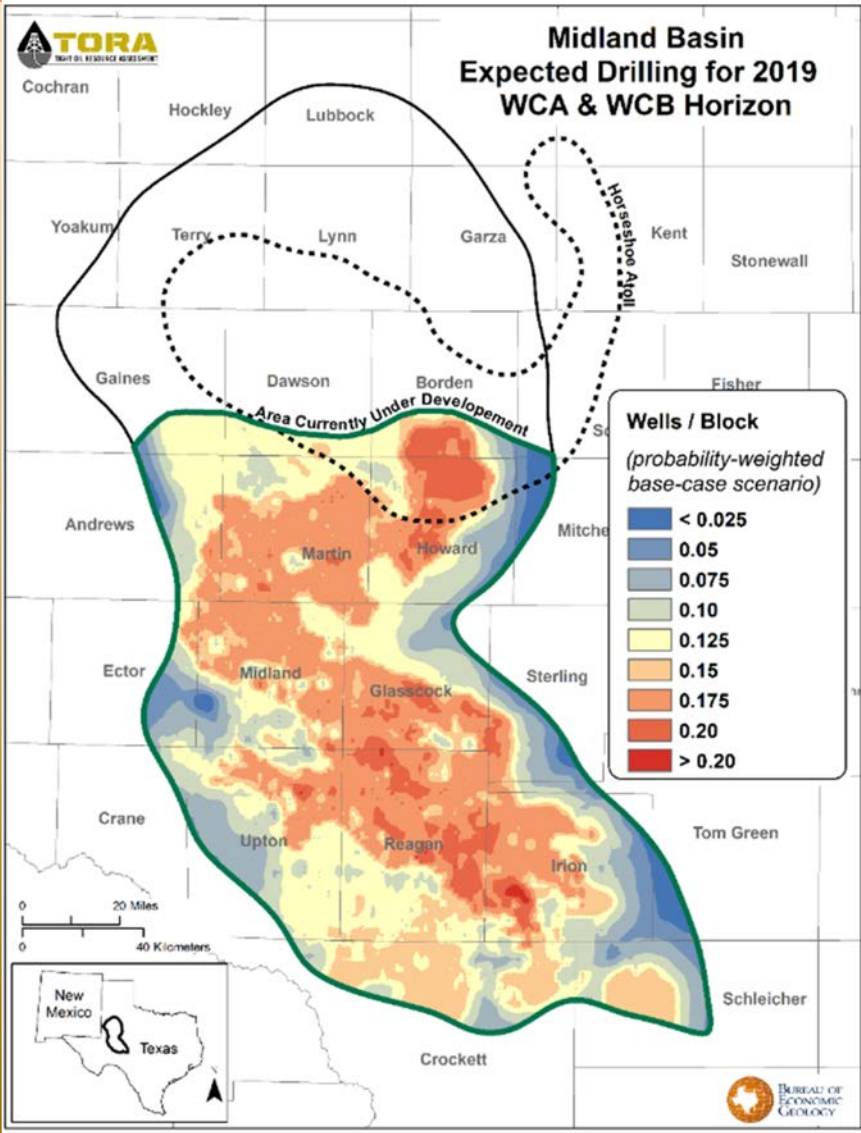 TORA
TIGHT OIL RESOURCE ASSESSMENT
Midland Basin
Expected Drilling for 2019
WCA & WCB Horizon
Cochran
Hockley
Lubbock
Yoakum
Terry
Lynn
Garza
Horseshoe Atoll
Kent
Stonewall
Gaines
Dawson
Borden
Fisher
Area Currently Under Developement
Sc
Andrews
Martin
Howard
Mitche
Ector
Midland
Glasscock
Sterling
Crane
Upton
Reagan
Irion
Tom Green
Schleicher
Crockett
Wells / Block
(probability-weighted
base-case scenario)
< 0.025
0.05
0.075
0.10
0.125
0.15
0.175
0.20
> 0.20
0 20 Miles
0 40 Kilometers
New
Mexico
Texas
BUREAU OF
ECONOMIC
GEOLOGY